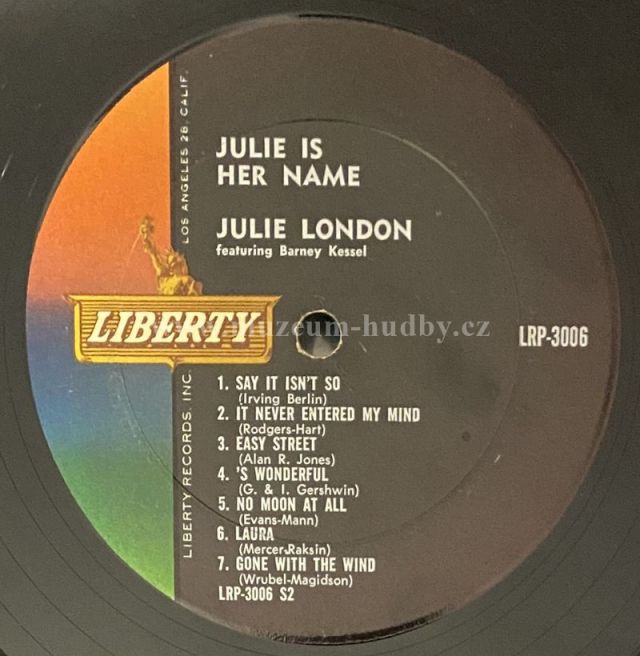 JULIE IS
HER NAME
JULIE LONDON
featuring Barney Kessel
LOS ANGELES 28, CALIF.
LIBERTY
muzeum-hudby.cz
LRP-3006
LIBERTY RECORDS, INC.
1. SAY IT ISN'T SO
(Irving Berlin)
2. IT NEVER ENTERED MY MIND
(Rodgers-Hart)
3. EASY STREET
(Alan R. Jones)
4. 'S WONDERFUL
(G. & I. Gershwin)
5. NO MOON AT ALL
(Evans-Mann)
6. LAURA
(Mercer-Raksin)
7. GONE WITH THE WIND
(Wrubel-Magidson)
LRP-3006 S2